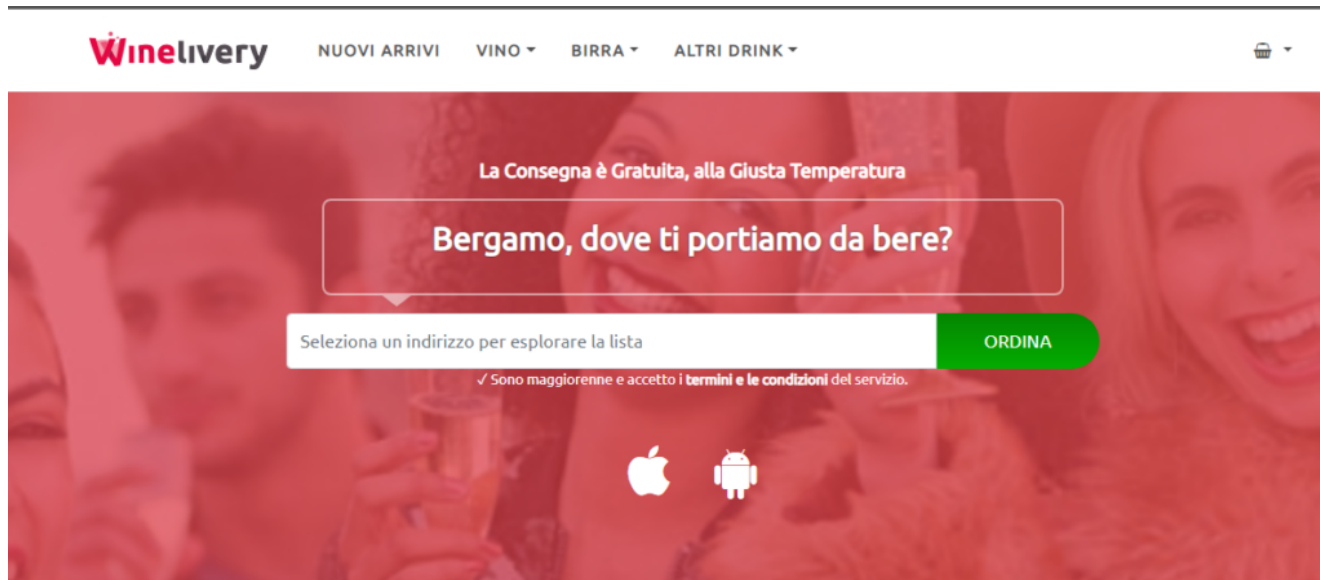 Winelivery
NUOVI ARRIVI
VINO
BIRRA
ALTRI DRINK
La Consegna è Gratuita, alla Giusta Temperatura
Bergamo, dove ti portiamo da bere?
Seleziona un indirizzo per esplorare la lista
ORDINA
✓ Sono maggiorenne e accetto i termini e le condizioni del servizio.